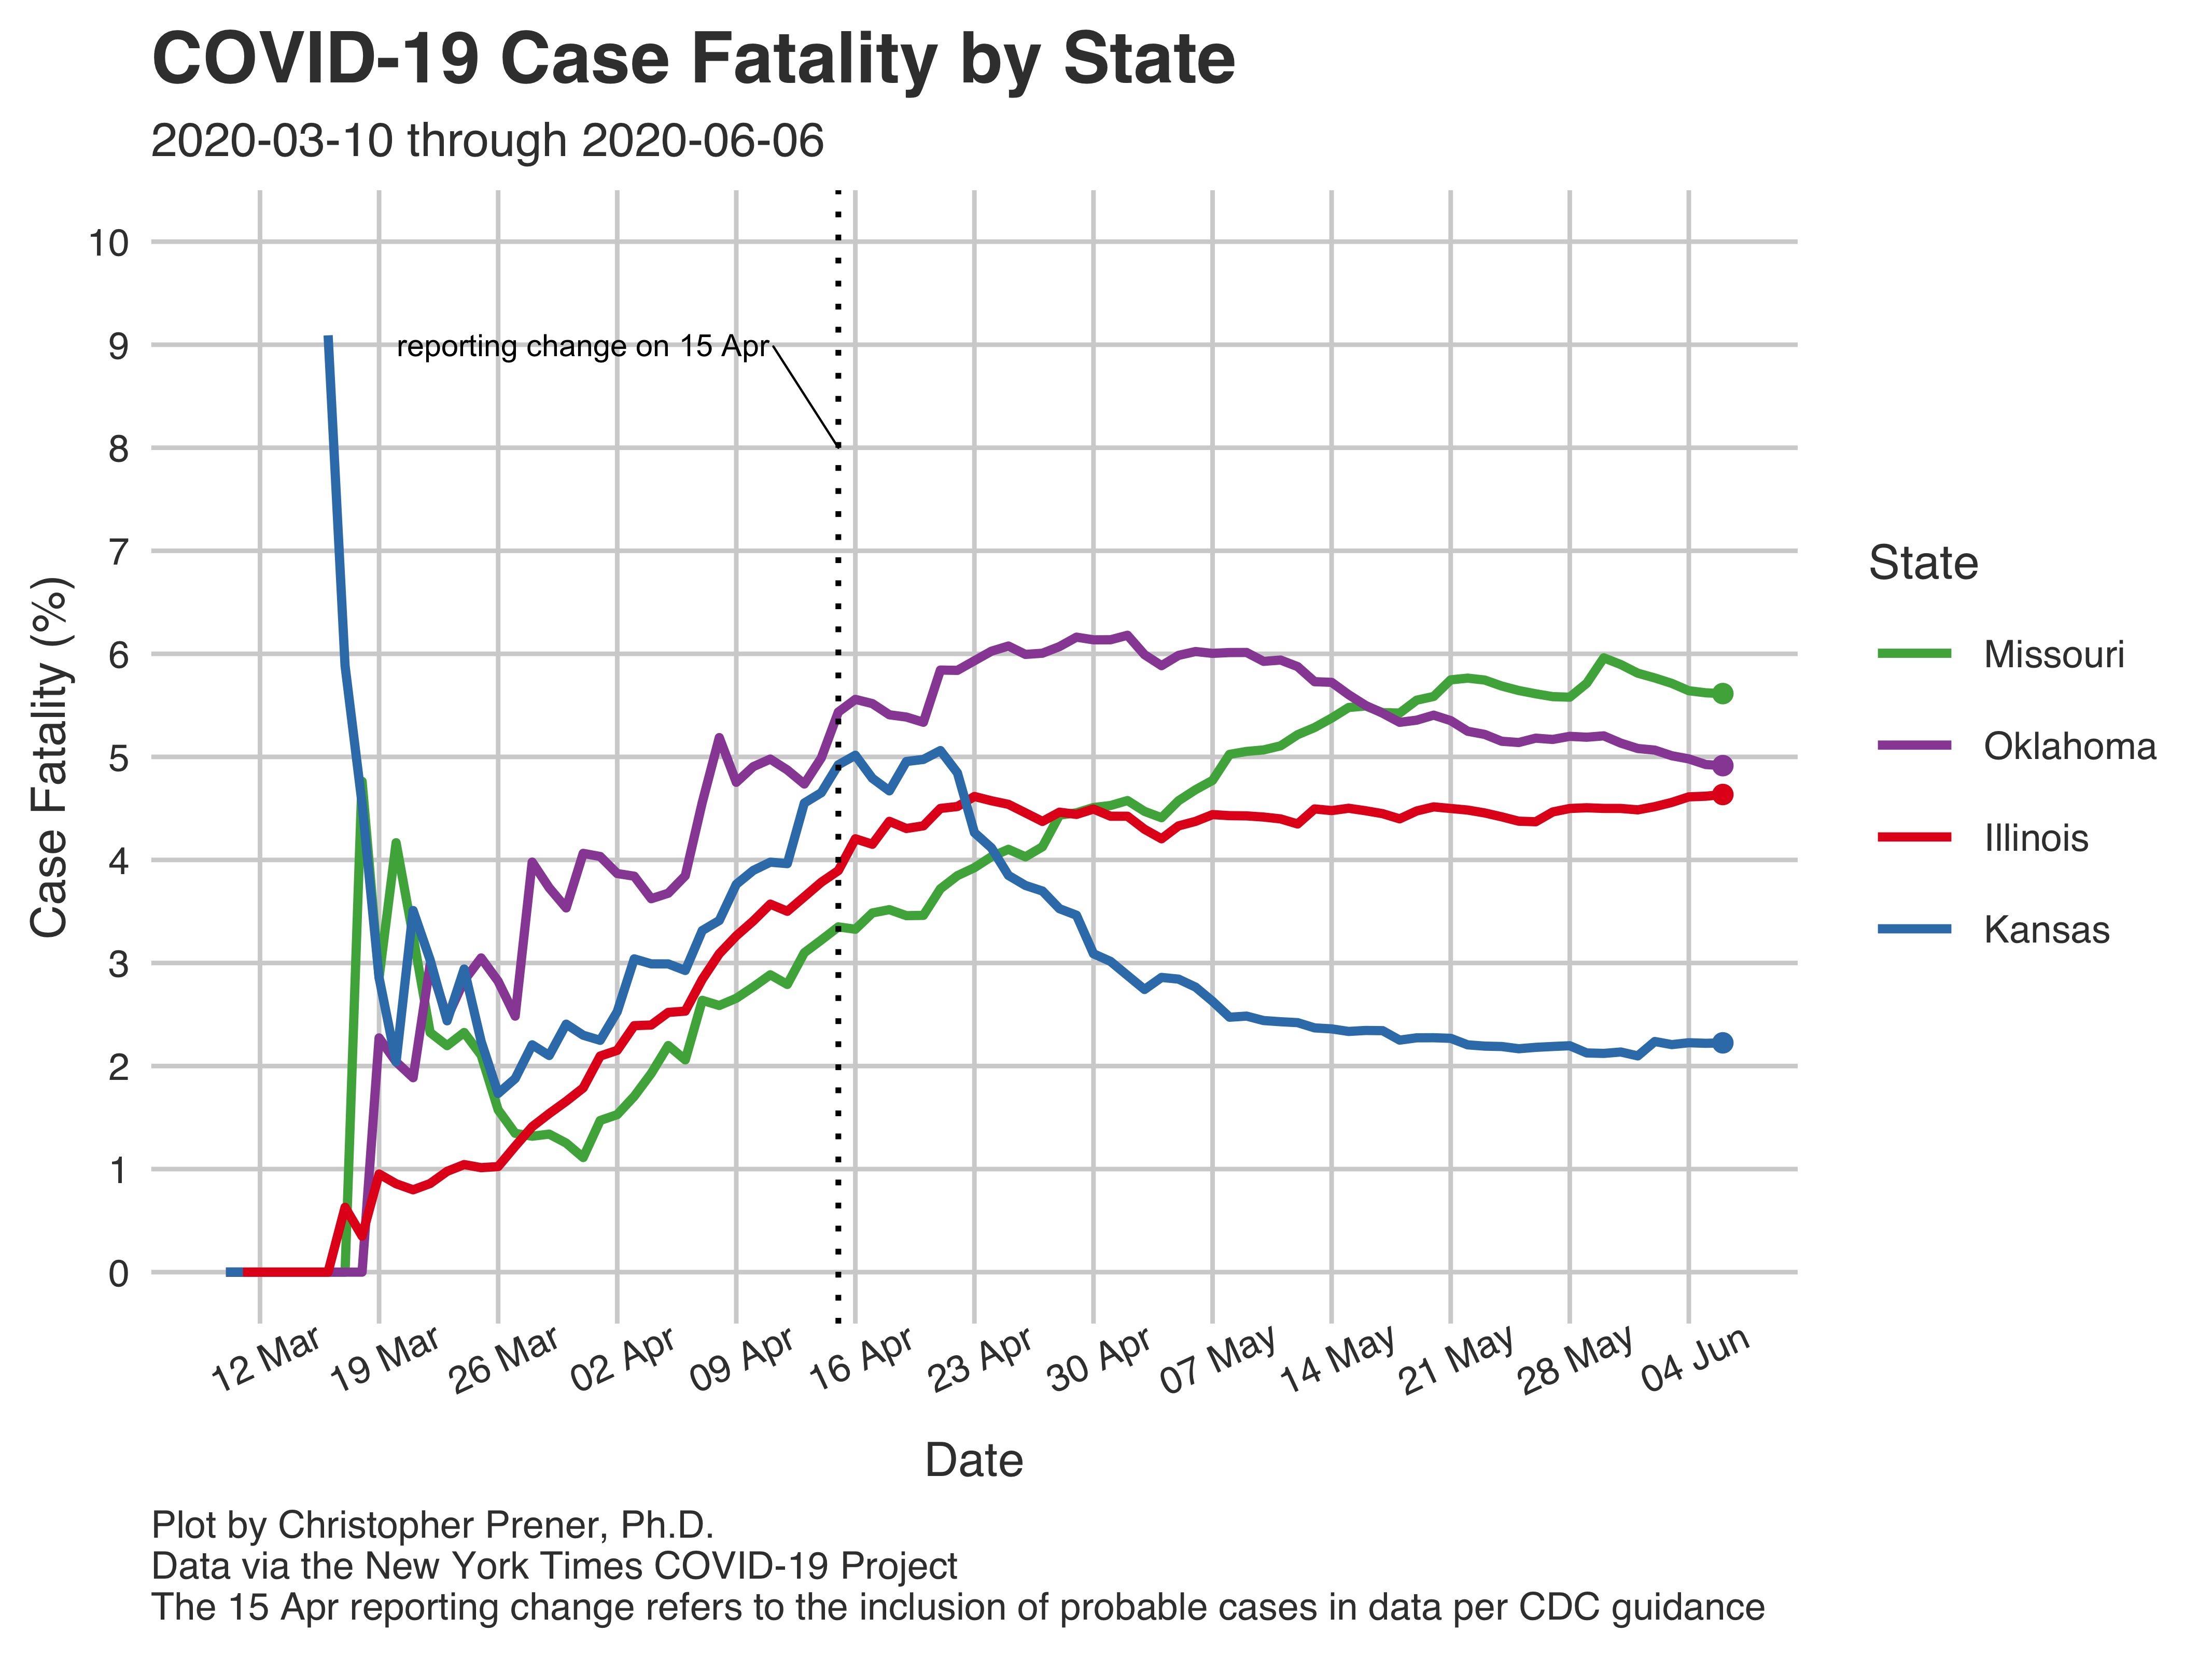 COVID-19 Case Fatality by State
2020-03-10 through 2020-06-06
10
9
8
7
6
5
4
3
2
1
0
Case Fatality (%)
reporting change on 15 Apr
12 Mar
19 Mar
26 Mar
02 Apr
09 Apr
16 Apr
23 Apr
30 Apr
07 May
14 May
21 May
28 May
04 Jun
Date
State
Missouri
Oklahoma
Illinois
Kansas
Plot by Christopher Prener, Ph.D.
Data via the New York Times COVID-19 Project
The 15 Apr reporting change refers to the inclusion of probable cases in data per CDC guidance